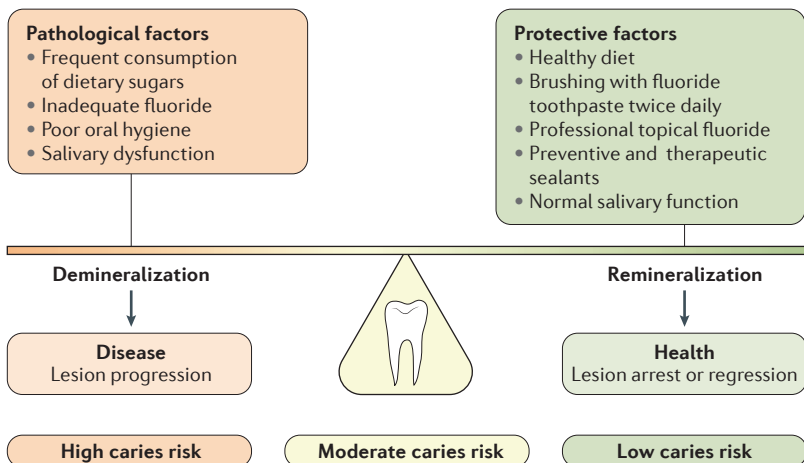 Pathological factors
• Frequent consumption
of dietary sugars
• Inadequate fluoride
• Poor oral hygiene
• Salivary dysfunction
Protective factors
• Healthy diet
• Brushing with fluoride
toothpaste twice daily
• Professional topical fluoride
• Preventive and therapeutic
sealants
• Normal salivary function
Demineralization
Remineralization
Disease
Lesion progression
Health
Lesion arrest or regression
High caries risk
Moderate caries risk
Low caries risk